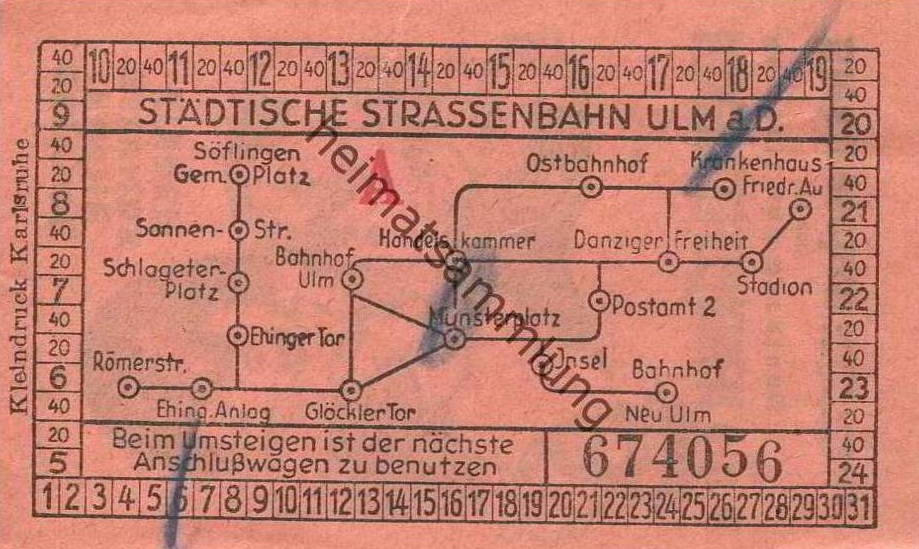 40 10 20 40 11 20 40 12 20 40 13 20 40 14 20 40 15 20 40 16 20 40 17 20 40 18 20 40 19 20
20 40
9 STÄDTISCHE STRASSENBAHN ULM a.D. 20
40 20
Söflingen Ostbahnhof Krankenhaus
20 Gem. Platz Friedr. Au 40
8 21
40 Sonnen- Str. Handels kammer Danziger Freiheit 20
20 Schlageter- Bahnhof 40
7 Platz Ulm Stadion 22
Postamt 2
40 Münsterplatz 20
20 Ehinger Tor Insel 40
6 Römerstr. Bahnhof 23
40 Ehing. Anlag Glöckler Tor Neu Ulm 20
20 Beim Umsteigen ist der nächste 40
5 Anschlußwagen zu benutzen 674056 24
1 2 3 4 5 6 7 8 9 10 11 12 13 14 15 16 17 18 19 20 21 22 23 24 25 26 27 28 29 30 31
Kleindruck Karlsruhe
A
heimatsammlung